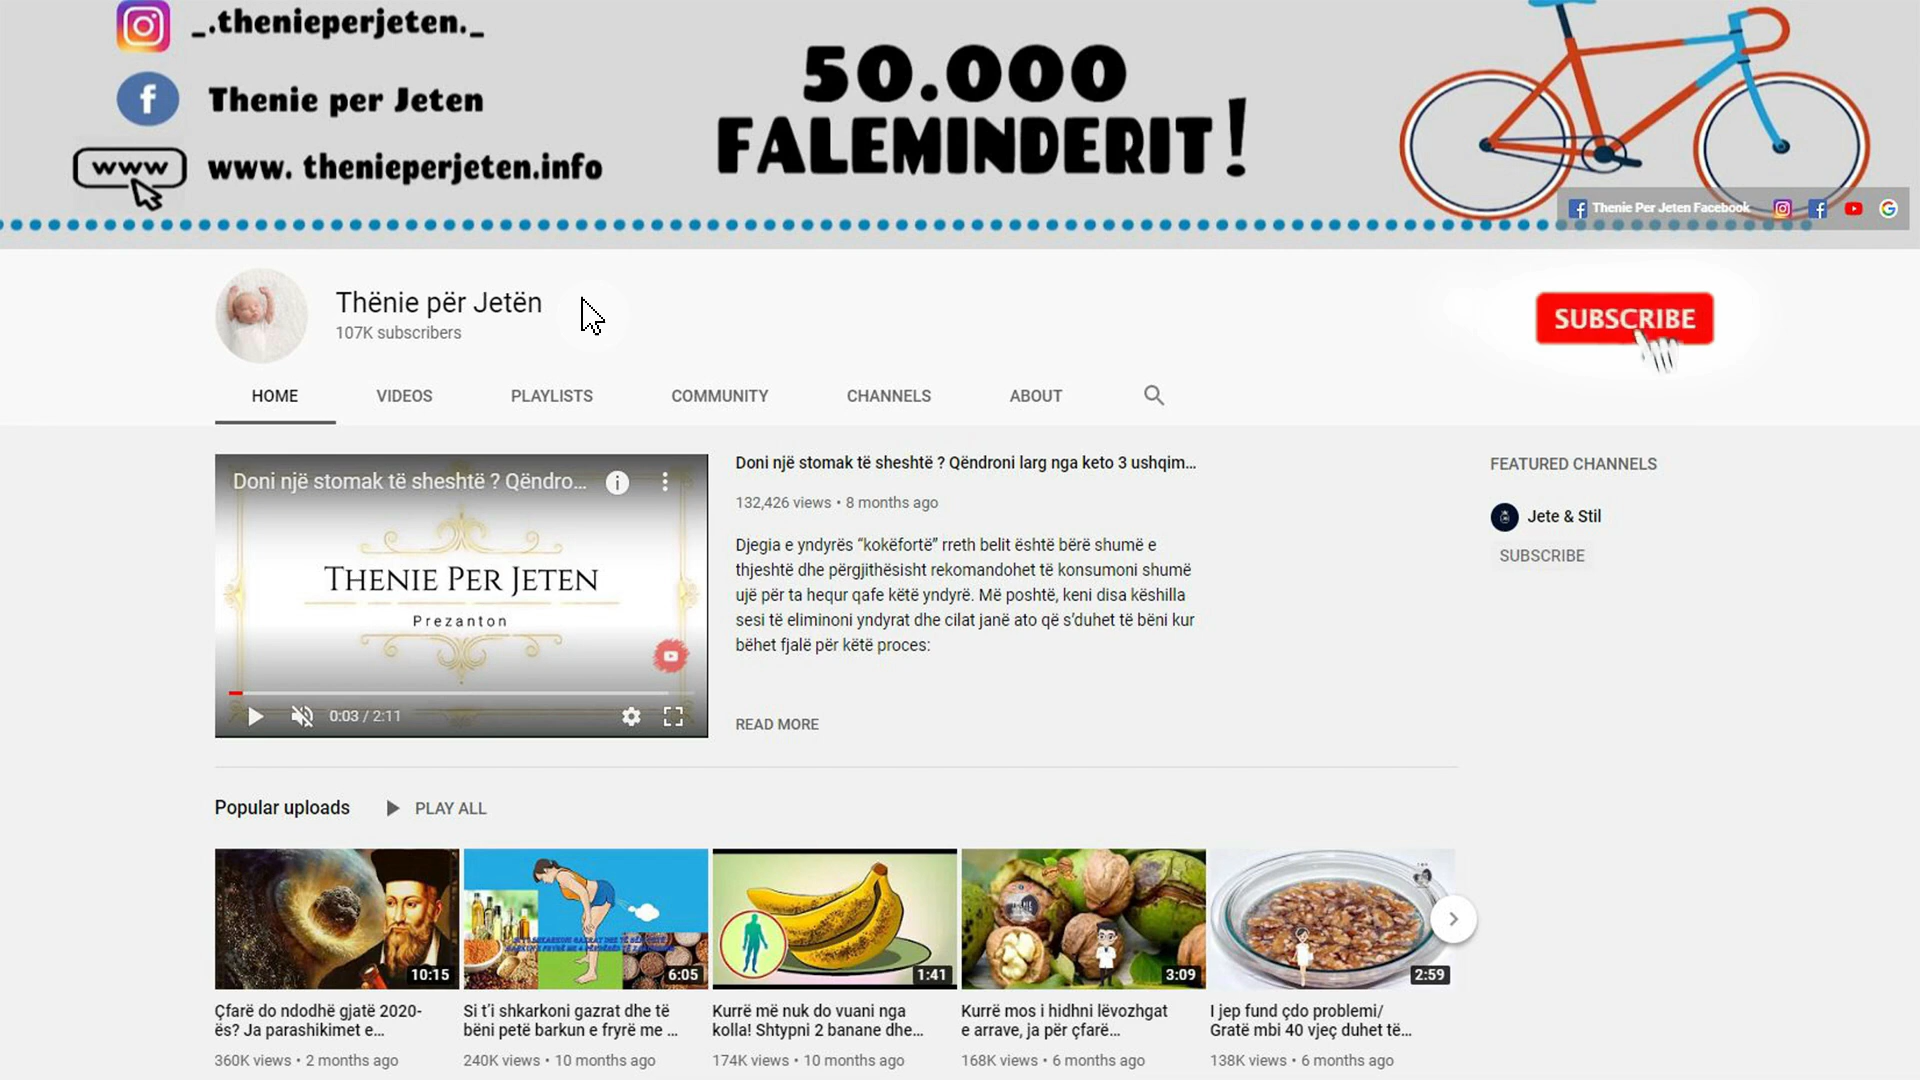 _.thenieperjeten._
Thenie per Jeten
www
www. thenieperjeten.info
50.000
FALEMINDERIT!
Thenie Per Jeten Facebook
Thënie për Jetën
107K subscribers
SUBSCRIBE
HOME
VIDEOS
PLAYLISTS
COMMUNITY
CHANNELS
ABOUT
Doni një stomak të sheshtë ? Qëndro...
THENIE PER JETEN
Prezanton
0:03 / 2:11
Doni një stomak të sheshtë ? Qëndroni larg nga keto 3 ushqim...
132,426 views • 8 months ago
Djegia e yndyrës “kokëfortë” rreth belit është bërë shumë e
thjeshtë dhe përgjithësisht rekomandohet të konsumoni shumë
ujë për ta hequr qafe këtë yndyrë. Më poshtë, keni disa këshilla
sesi të eliminoni yndyrat dhe cilat janë ato që s’duhet të bëni kur
bëhet fjalë për këtë proces:
READ MORE
FEATURED CHANNELS
Jete & Stil
SUBSCRIBE
Popular uploads
PLAY ALL
10:15
6:05
1:41
3:09
2:59
Çfarë do ndodhë gjatë 2020-
ës? Ja parashikimet e...
360K views • 2 months ago
Si t’i shkarkoni gazrat dhe të
bëni petë barkun e fryrë me ...
240K views • 10 months ago
Kurrë më nuk do vuani nga
kolla! Shtypni 2 banane dhe...
174K views • 10 months ago
Kurrë mos i hidhni lëvozhgat
e arrave, ja për çfarë...
168K views • 6 months ago
I jep fund çdo problemi/
Gratë mbi 40 vjeç duhet të...
138K views • 6 months ago